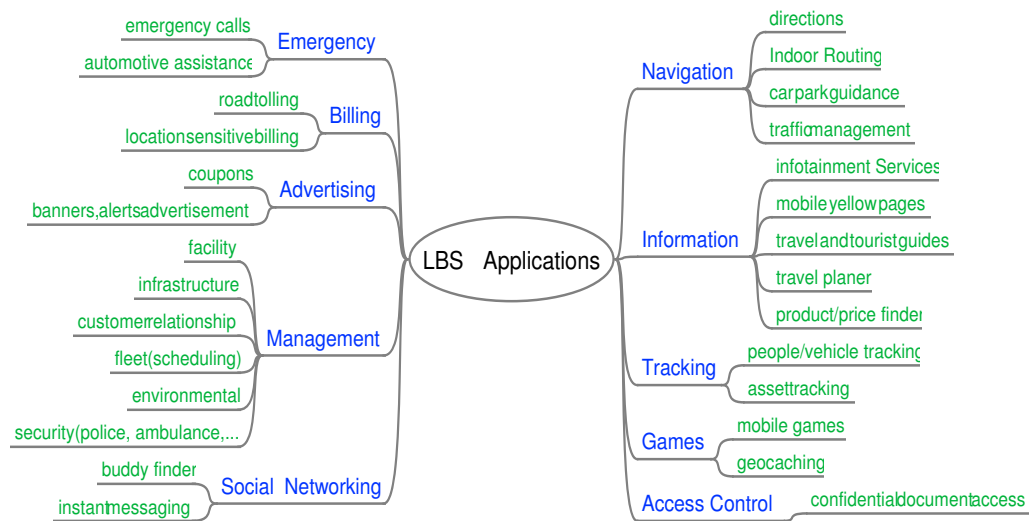 emergency calls
automotive assistance
Emergency
roadtolling
locationsensitivebilling
Billing
coupons
banners,alertsadvertisement
Advertising
facility
infrastructure
customerrelationship
fleet(scheduling)
environmental
security(police, ambulance,...
Management
buddy finder
instantmessaging
Social Networking
LBS Applications
Navigation
directions
Indoor Routing
carparkguidance
trafficmanagement
Information
infotainment Services
mobileyellowpages
travelandtouristguides
travel planer
product/price finder
Tracking
people/vehicle tracking
assettracking
Games
mobile games
geocaching
Access Control
confidentialdocumentaccess